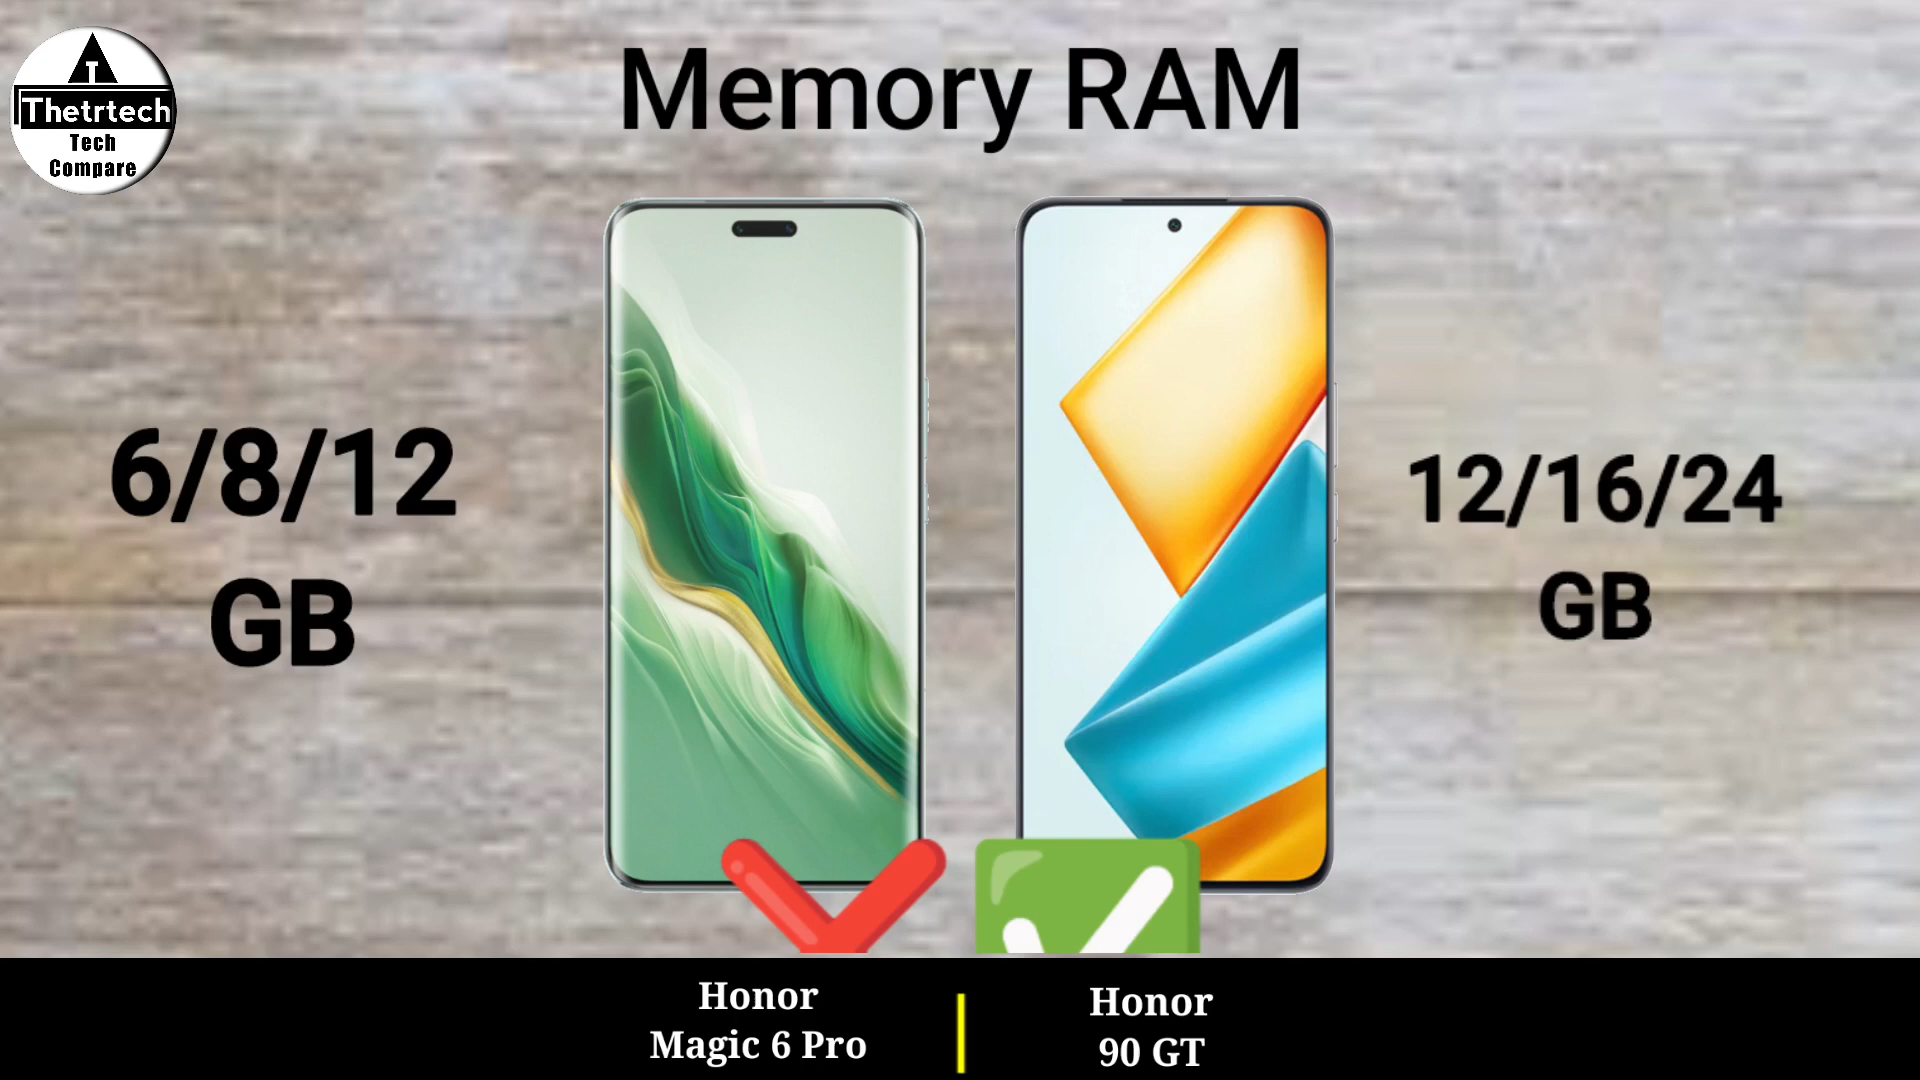 T
Thetrtech
Tech
Compare
Memory RAM
6/8/12
GB
12/16/24
GB
Honor
Magic 6 Pro
Honor
90 GT